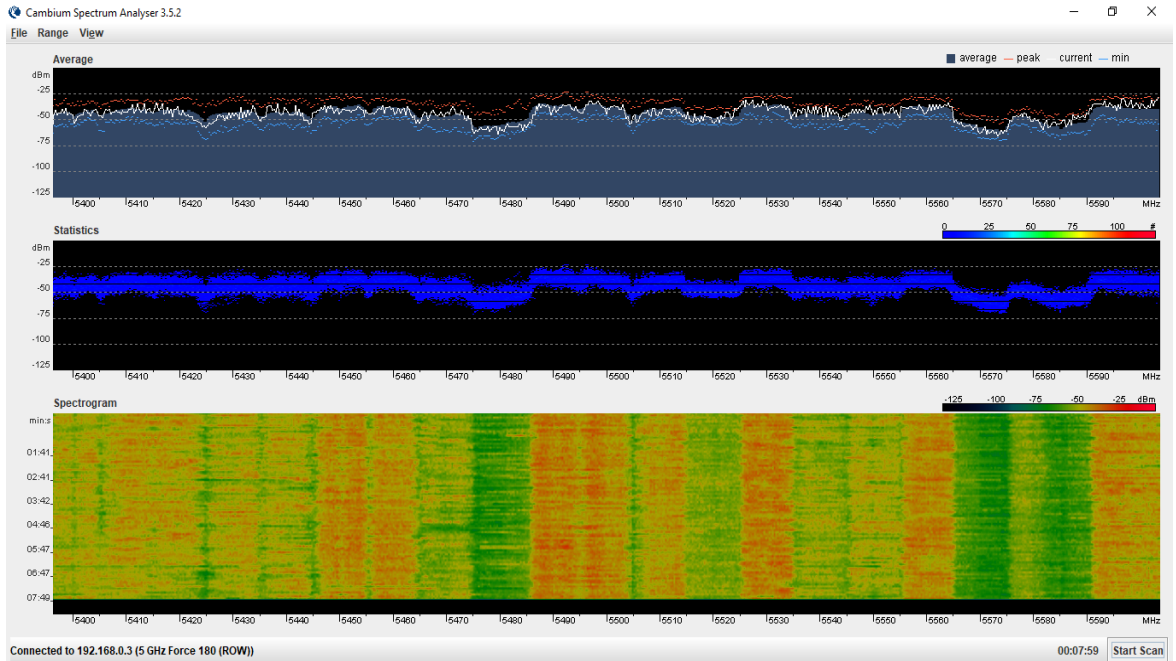 Cambium Spectrum Analyser 3.5.2
File Range View
Average
average peak current min
dBm
-25
-50
-75
-100
-125
5400 5410 5420 5430 5440 5450 5460 5470 5480 5490 5500 5510 5520 5530 5540 5550 5560 5570 5580 5590 MHz
Statistics
0 25 50 75 100 #
dBm
-25
-50
-75
-100
-125
5400 5410 5420 5430 5440 5450 5460 5470 5480 5490 5500 5510 5520 5530 5540 5550 5560 5570 5580 5590 MHz
Spectrogram
-125 -100 -75 -50 -25 dBm
min:s
01:41
02:41
03:42
04:46
05:47
06:47
07:49
5400 5410 5420 5430 5440 5450 5460 5470 5480 5490 5500 5510 5520 5530 5540 5550 5560 5570 5580 5590 MHz
Connected to 192.168.0.3 (5 GHz Force 180 (ROW)) 00:07:59 Start Scan